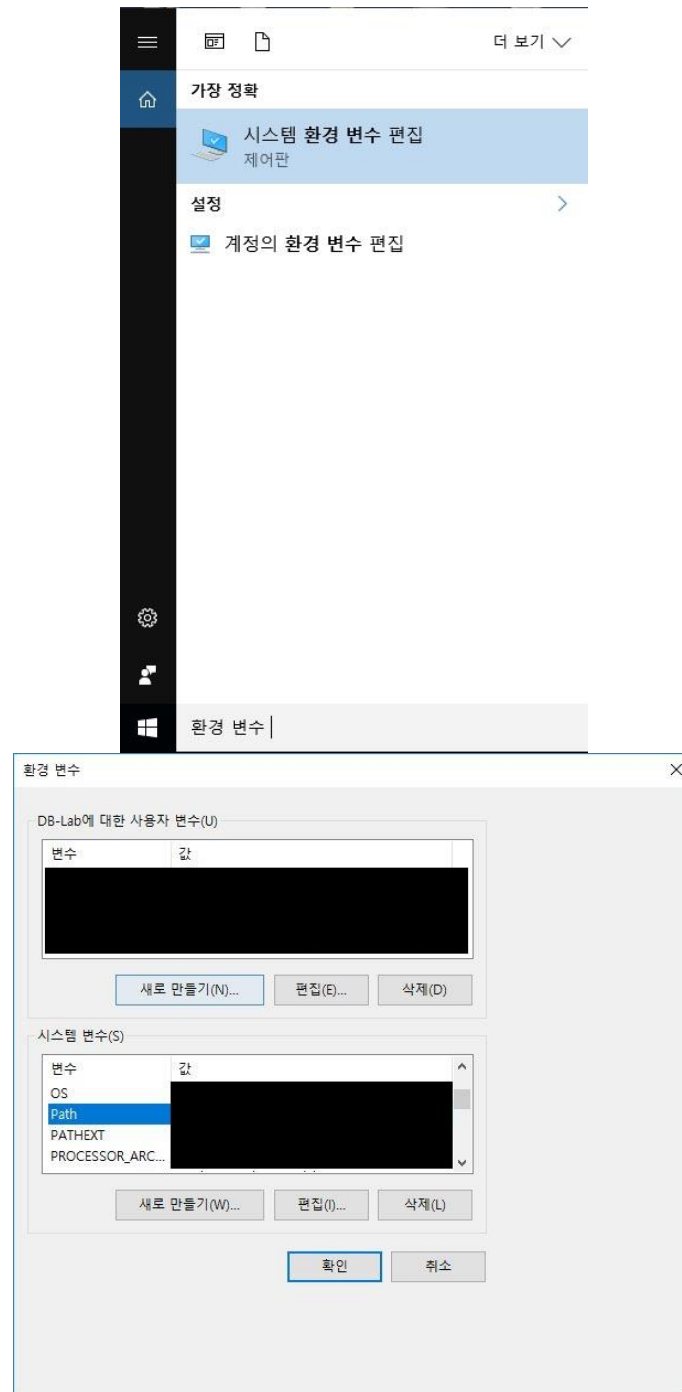 더 보기
가장 정확
시스템 환경 변수 편집
제어판
설정
계정의 환경 변수 편집
환경 변수
환경 변수
DB-Lab에 대한 사용자 변수(U)
변수 값
새로 만들기(N)... 편집(E)... 삭제(D)
시스템 변수(S)
변수 값
OS
Path
PATHEXT
PROCESSOR_ARC...
새로 만들기(W)... 편집(I)... 삭제(L)
확인 취소